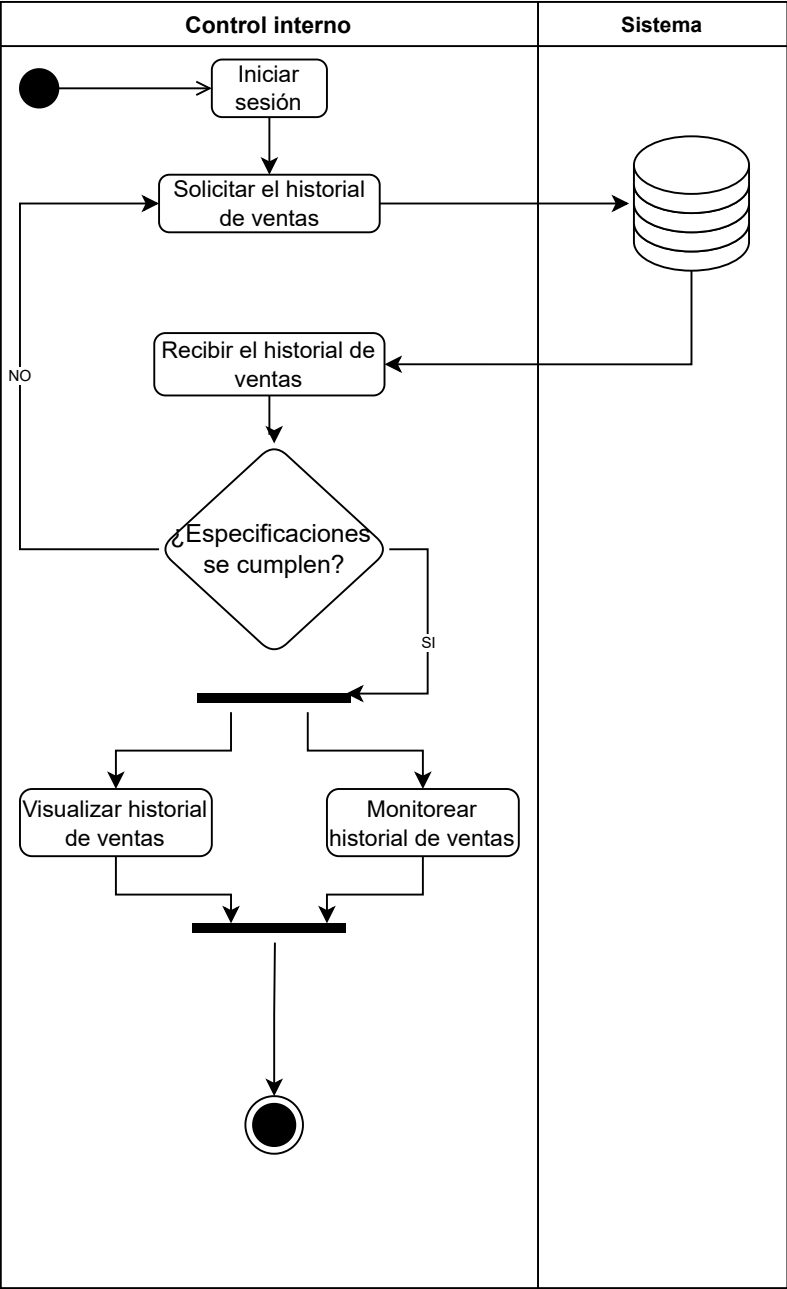 Control interno
Sistema
Iniciar
sesión
Solicitar el historial
de ventas
Recibir el historial de
ventas
NO
¿Especificaciones
se cumplen?
SI
Visualizar historial
de ventas
Monitorear
historial de ventas